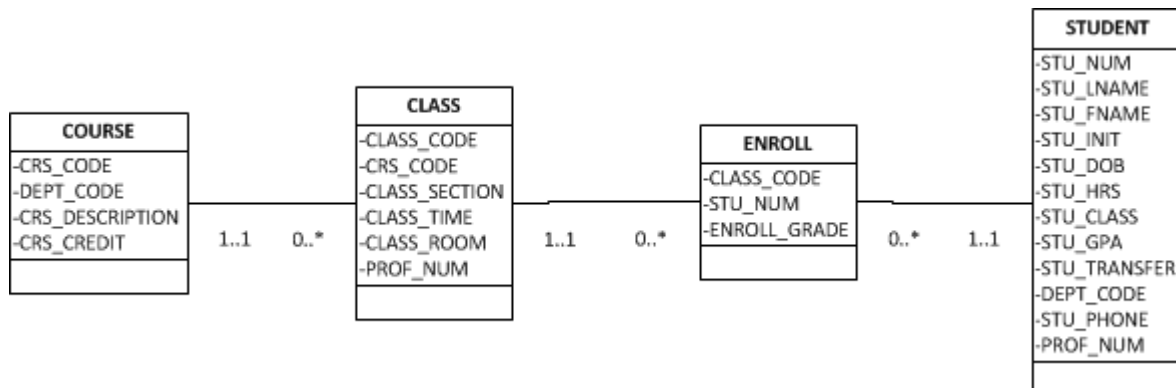 COURSE
-CRS_CODE
-DEPT_CODE
-CRS_DESCRIPTION
-CRS_CREDIT
1..1
0..*
CLASS
-CLASS_CODE
-CRS_CODE
-CLASS_SECTION
-CLASS_TIME
-CLASS_ROOM
-PROF_NUM
1..1
0..*
ENROLL
-CLASS_CODE
-STU_NUM
-ENROLL_GRADE
0..*
1..1
STUDENT
-STU_NUM
-STU_LNAME
-STU_FNAME
-STU_INIT
-STU_DOB
-STU_HRS
-STU_CLASS
-STU_GPA
-STU_TRANSFER
-DEPT_CODE
-STU_PHONE
-PROF_NUM